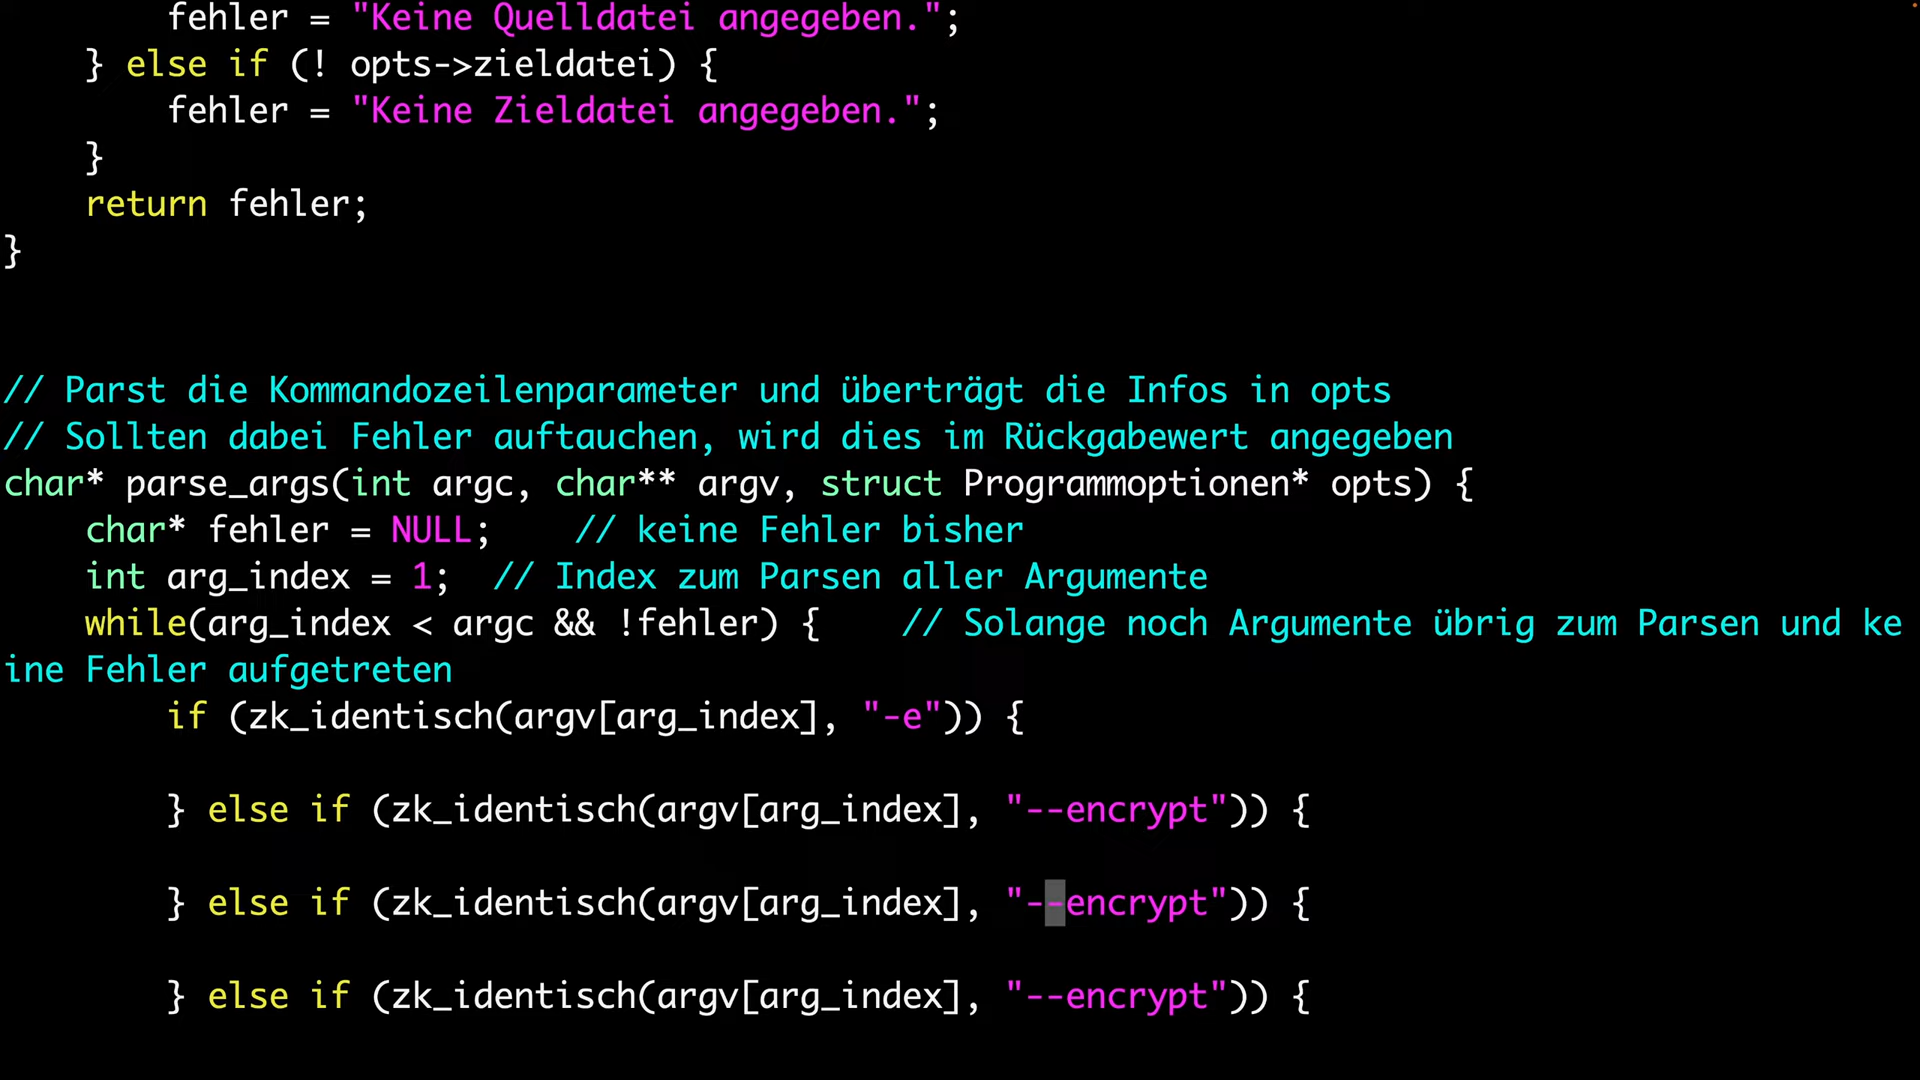 fehler = "Keine Quelldatei angegeben.";
    } else if (! opts->zieldatei) {
        fehler = "Keine Zieldatei angegeben.";
    }
    return fehler;
}
// Parst die Kommandozeilenparameter und überträgt die Infos in opts
// Sollten dabei Fehler auftauchen, wird dies im Rückgabewert angegeben
char* parse_args(int argc, char** argv, struct Programmoptionen* opts) {
    char* fehler = NULL;    // keine Fehler bisher
    int arg_index = 1;  // Index zum Parsen aller Argumente
    while(arg_index < argc && !fehler) {    // Solange noch Argumente übrig zum Parsen und ke
ine Fehler aufgetreten
        if (zk_identisch(argv[arg_index], "-e")) {
        } else if (zk_identisch(argv[arg_index], "--encrypt")) {
        } else if (zk_identisch(argv[arg_index], "--encrypt")) {
        } else if (zk_identisch(argv[arg_index], "--encrypt")) {